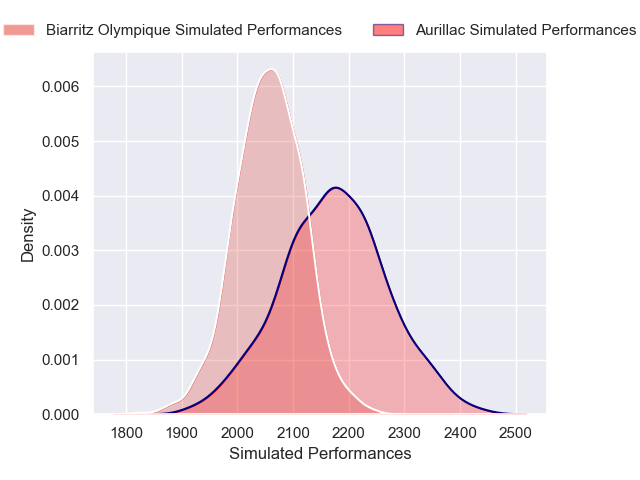 Biarritz Olympique Simulated Performances Aurillac Simulated Performances
0.006
0.005
0.004
0.003
0.002
0.001
0.000
Density
1800 1900 2000 2100 2200 2300 2400 2500
Simulated Performances